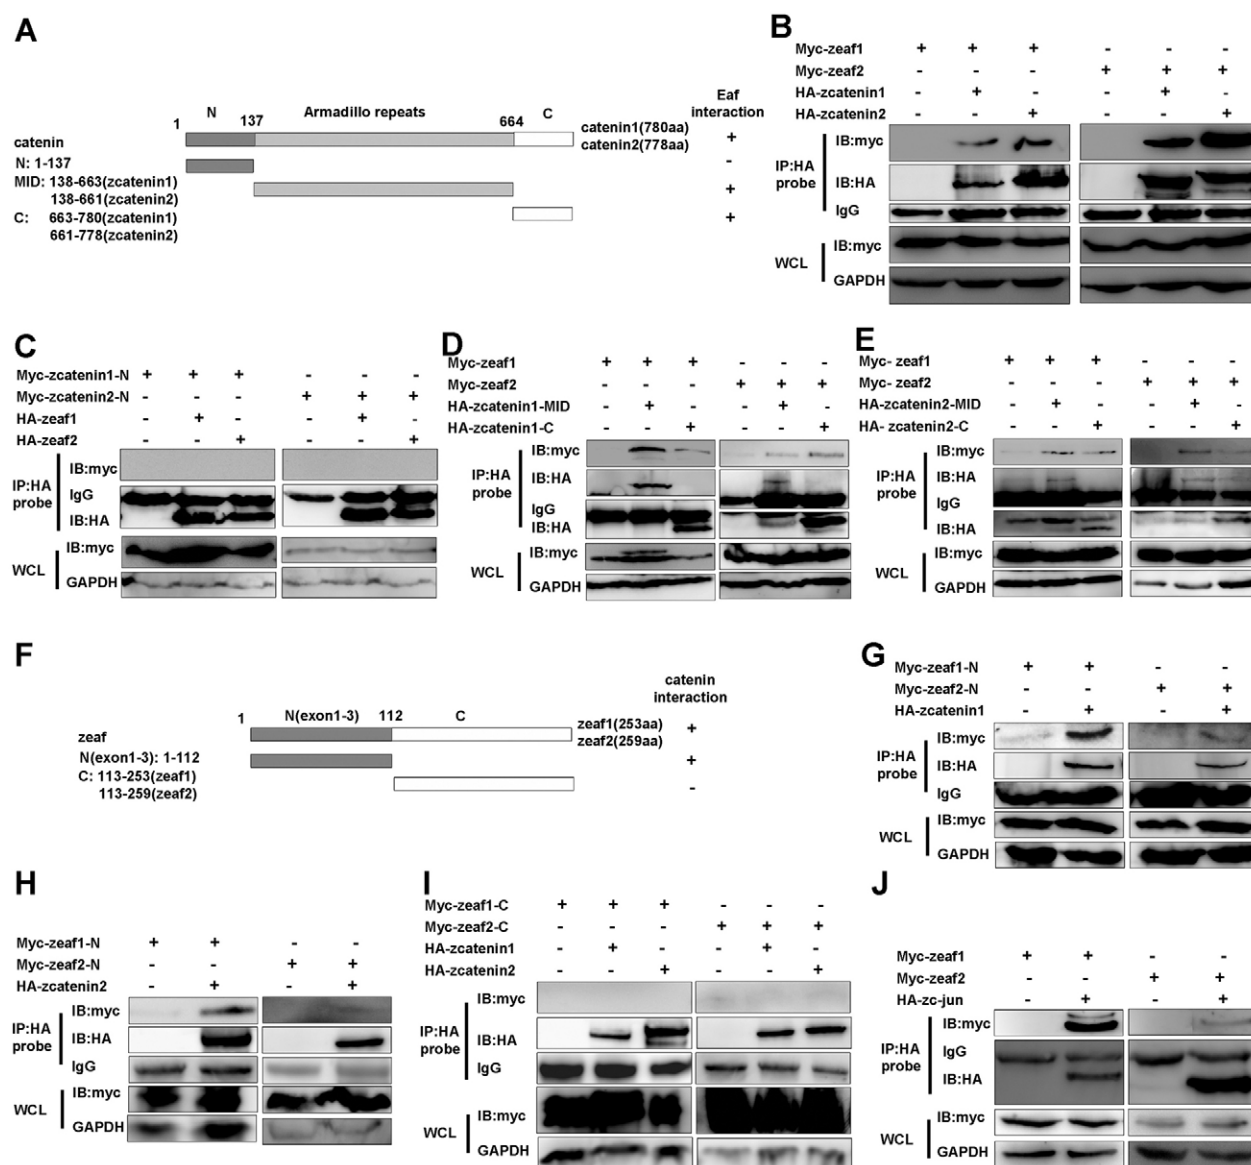 A
N 137 Armadillo repeats 664 C
1
Eaf
interaction
catenin
catenin1(780aa) +
catenin2(778aa)
N: 1-137 -
MID: 138-663(zcatenin1) +
138-661(zcatenin2)
C: 663-780(zcatenin1) +
661-778(zcatenin2)
B
Myc-zeaf1 + + + - - -
Myc-zeaf2 - - - + + +
HA-zcatenin1 - + - - + -
HA-zcatenin2 - - + - - +
IP:HA
probe
IB:myc
IB:HA
IgG
WCL
IB:myc
GAPDH
C
Myc-zcatenin1-N + + + - - -
Myc-zcatenin2-N - - - + + +
HA-zeaf1 - + - - + -
HA-zeaf2 - - + - - +
IP:HA
probe
IB:myc
IgG
IB:HA
WCL
IB:myc
GAPDH
D
Myc-zeaf1 + + + - - -
Myc-zeaf2 - - - + + +
HA-zcatenin1-MID - + - - + -
HA-zcatenin1-C - - + - - +
IP:HA
probe
IB:myc
IB:HA
IgG
IB:HA
WCL
IB:myc
GAPDH
E
Myc- zeaf1 + + + - - -
Myc- zeaf2 - - - + + +
HA-zcatenin2-MID - + - - + -
HA- zcatenin2-C - - + - - +
IP:HA
probe
IB:myc
IB:HA
IgG
IB:HA
WCL
IB:myc
GAPDH
F
1 N(exon1-3) 112 C
catenin
interaction
zeaf
zeaf1(253aa) +
zeaf2(259aa)
N(exon1-3): 1-112 +
C: 113-253(zeaf1) -
113-259(zeaf2)
G
Myc-zeaf1-N + + - -
Myc-zeaf2-N - - + +
HA-zcatenin1 - + - +
IP:HA
probe
IB:myc
IB:HA
IgG
WCL
IB:myc
GAPDH
H
Myc-zeaf1-N + + - -
Myc-zeaf2-N - - + +
HA-zcatenin2 - + - +
IP:HA
probe
IB:myc
IB:HA
IgG
WCL
IB:myc
GAPDH
I
Myc-zeaf1-C + + + - - -
Myc-zeaf2-C - - - + + +
HA-zcatenin1 - + - - + -
HA-zcatenin2 - - + - - +
IP:HA
probe
IB:myc
IB:HA
IgG
WCL
IB:myc
GAPDH
J
Myc-zeaf1 + + - -
Myc-zeaf2 - - + +
HA-zc-jun - + - +
IP:HA
probe
IB:myc
IgG
IB:HA
WCL
IB:myc
GAPDH